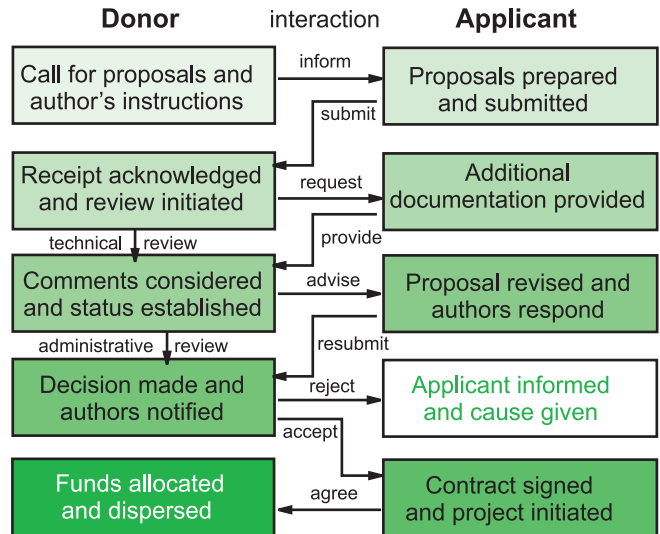 Donor interaction Applicant
Call for proposals and
author's instructions
inform
Proposals prepared
and submitted
submit
Receipt acknowledged
and review initiated
request
Additional
documentation provided
technical review
provide
Comments considered
and status established
advise
Proposal revised and
authors respond
administrative review
resubmit
Decision made and
authors notified
reject
Applicant informed
and cause given
accept
Funds allocated
and dispersed
agree
Contract signed
and project initiated